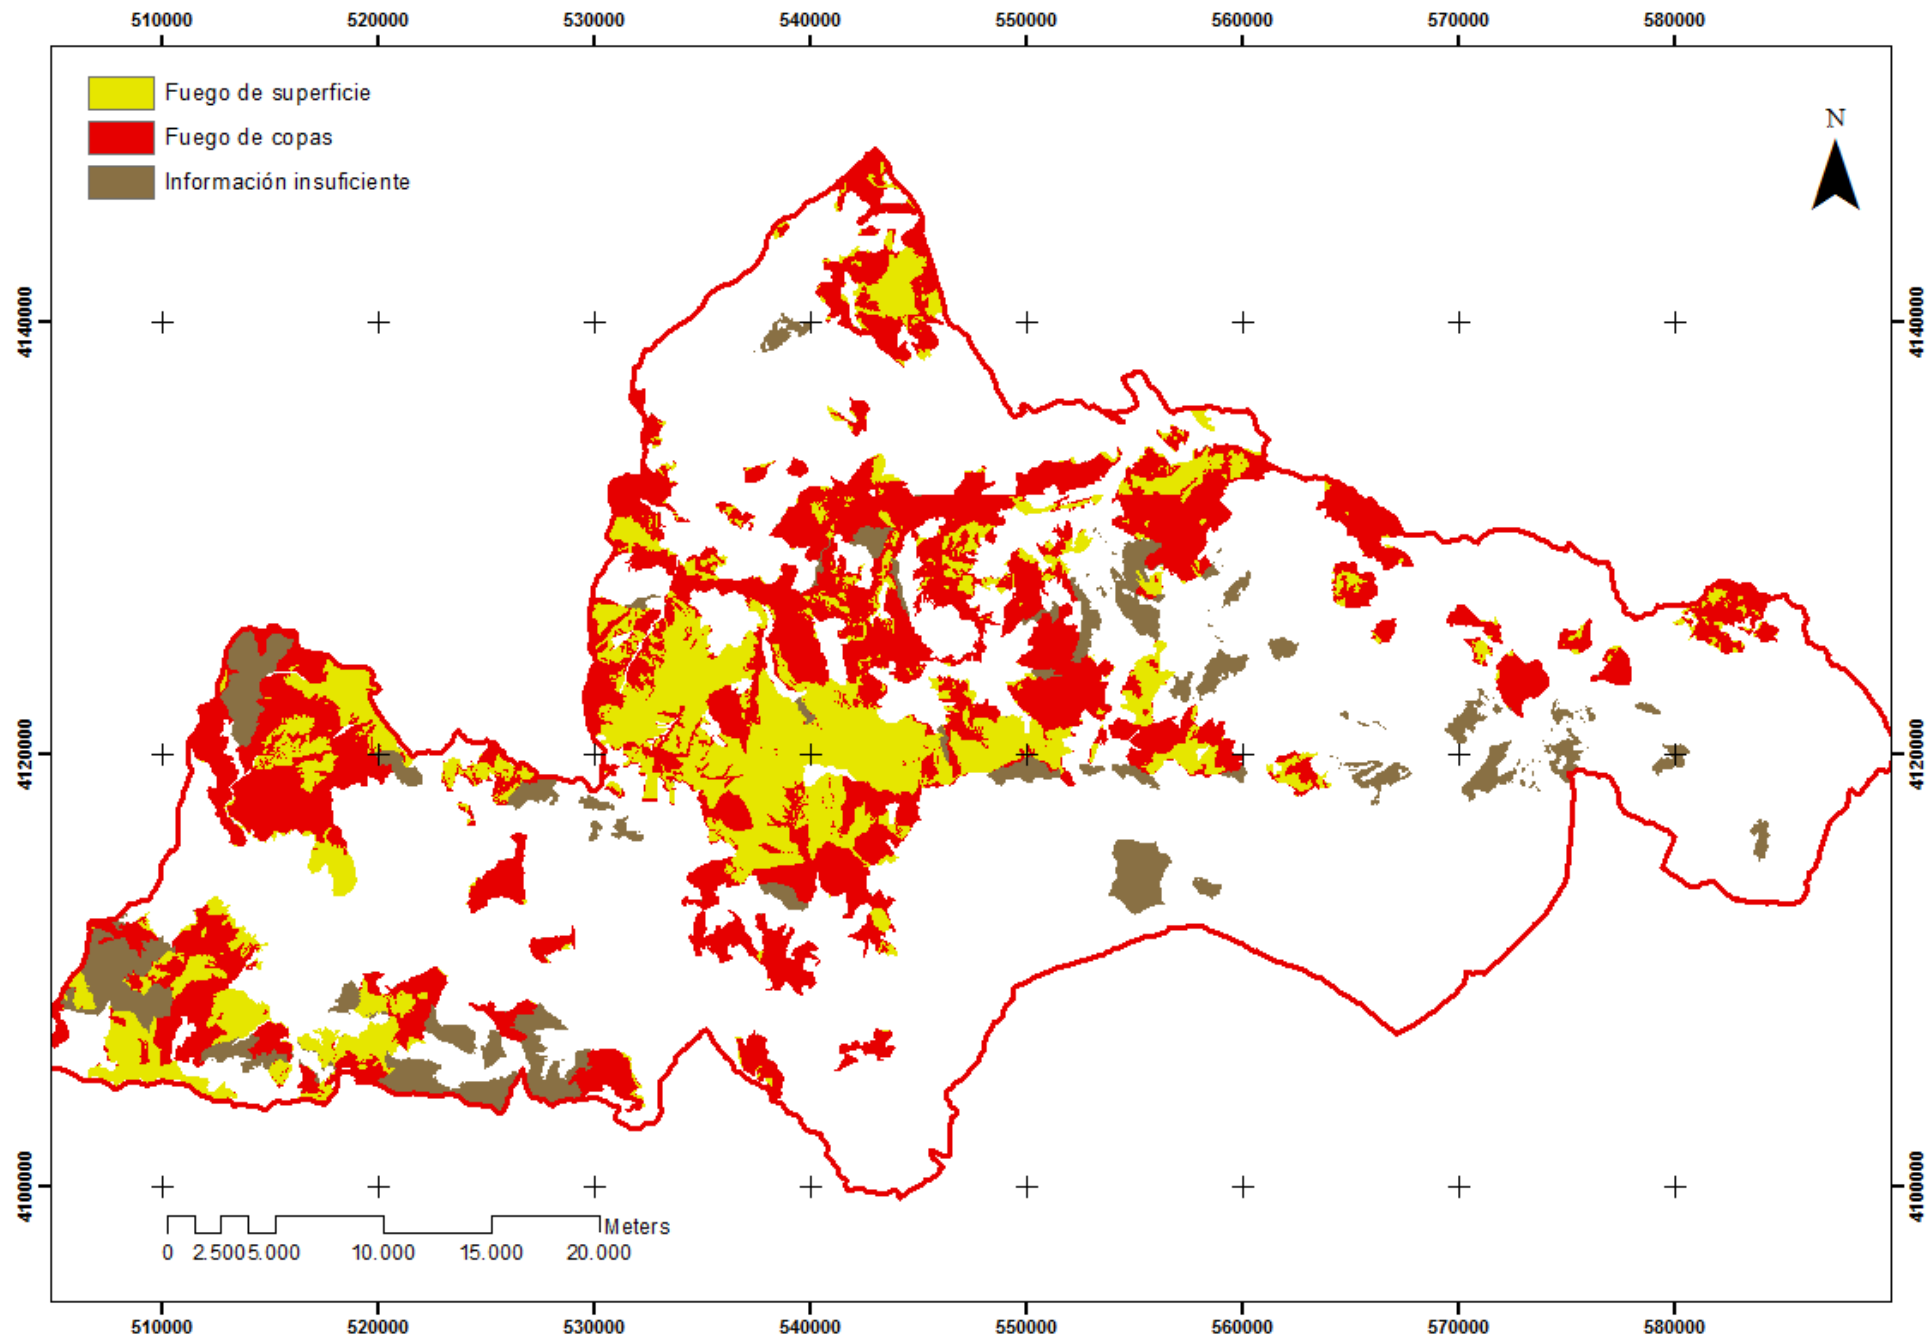 510000 520000 530000 540000 550000 560000 570000 580000
Fuego de superficie
Fuego de copas
Información insuficiente
N
4140000 4140000
4120000 4120000
4100000 4100000
Meters
0 2.500 5.000 10.000 15.000 20.000
510000 520000 530000 540000 550000 560000 570000 580000